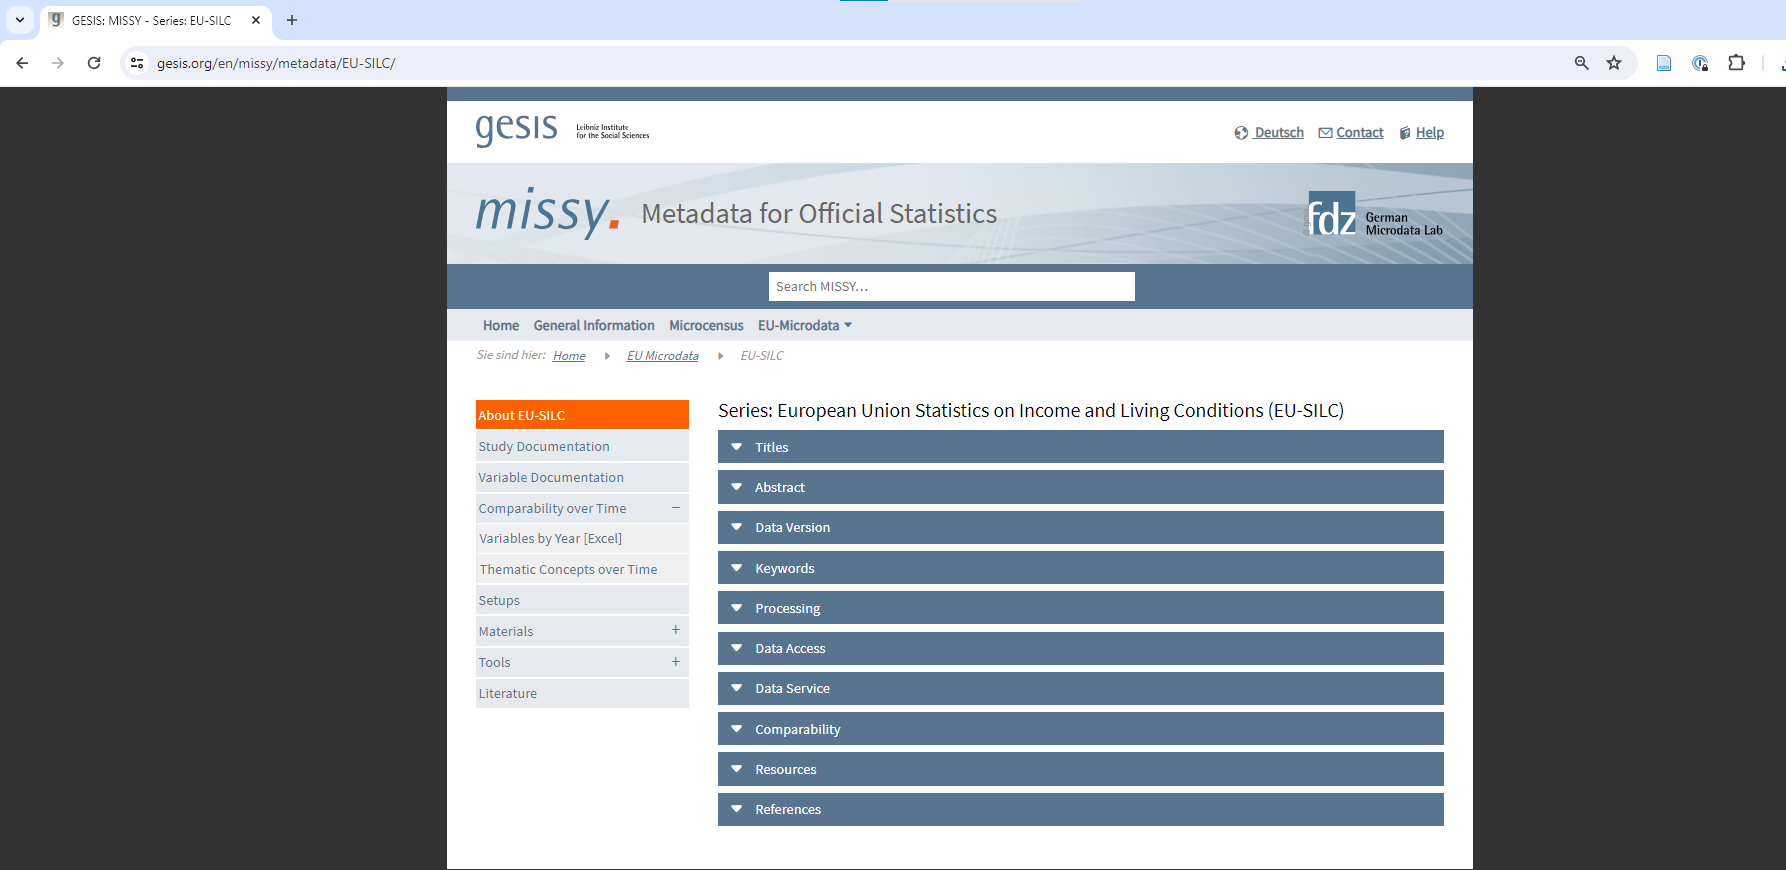 GESIS: MISSY - Series: EU-SILC
gesis.org/en/missy/metadata/EU-SILC/
gesis Leibniz Institute
for the Social Sciences
Deutsch Contact Help
missy. Metadata for Official Statistics
fdz German
Microdata Lab
Search MISSY...
Home General Information Microcensus EU-Microdata
Sie sind hier: Home EU Microdata EU-SILC
About EU-SILC
Study Documentation
Variable Documentation
Comparability over Time −
Variables by Year [Excel]
Thematic Concepts over Time
Setups
Materials +
Tools +
Literature
Series: European Union Statistics on Income and Living Conditions (EU-SILC)
Titles
Abstract
Data Version
Keywords
Processing
Data Access
Data Service
Comparability
Resources
References